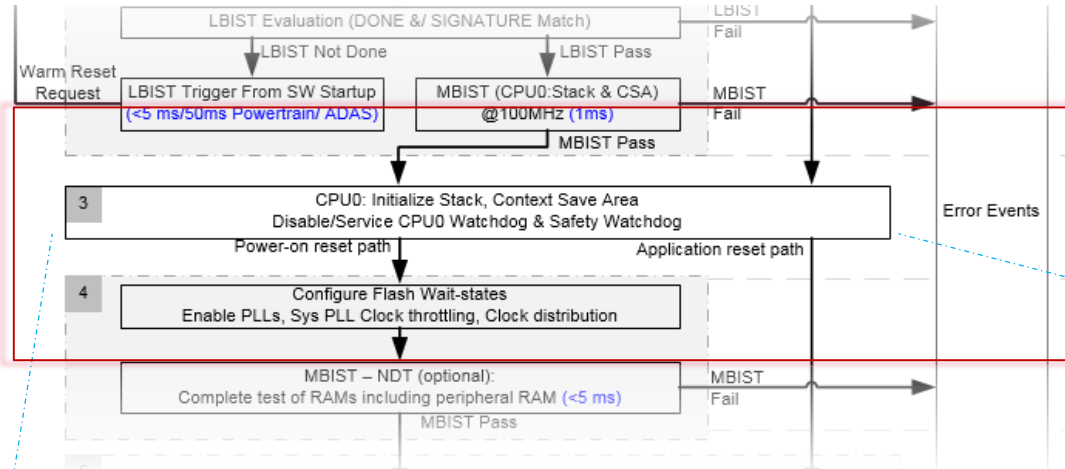 LBIST Evaluation (DONE &/ SIGNATURE Match)
LBIST
Fail
LBIST Not Done
LBIST Pass
Warm Reset
Request
LBIST Trigger From SW Startup
(<5 ms/50ms Powertrain/ ADAS)
MBIST (CPU0:Stack & CSA)
@100MHz (1ms)
MBIST
Fail
MBIST Pass
3
CPU0: Initialize Stack, Context Save Area
Disable/Service CPU0 Watchdog & Safety Watchdog
Error Events
Power-on reset path
Application reset path
4
Configure Flash Wait-states
Enable PLLs, Sys PLL Clock throttling, Clock distribution
MBIST – NDT (optional):
Complete test of RAMs including peripheral RAM (<5 ms)
MBIST
Fail
MBIST Pass